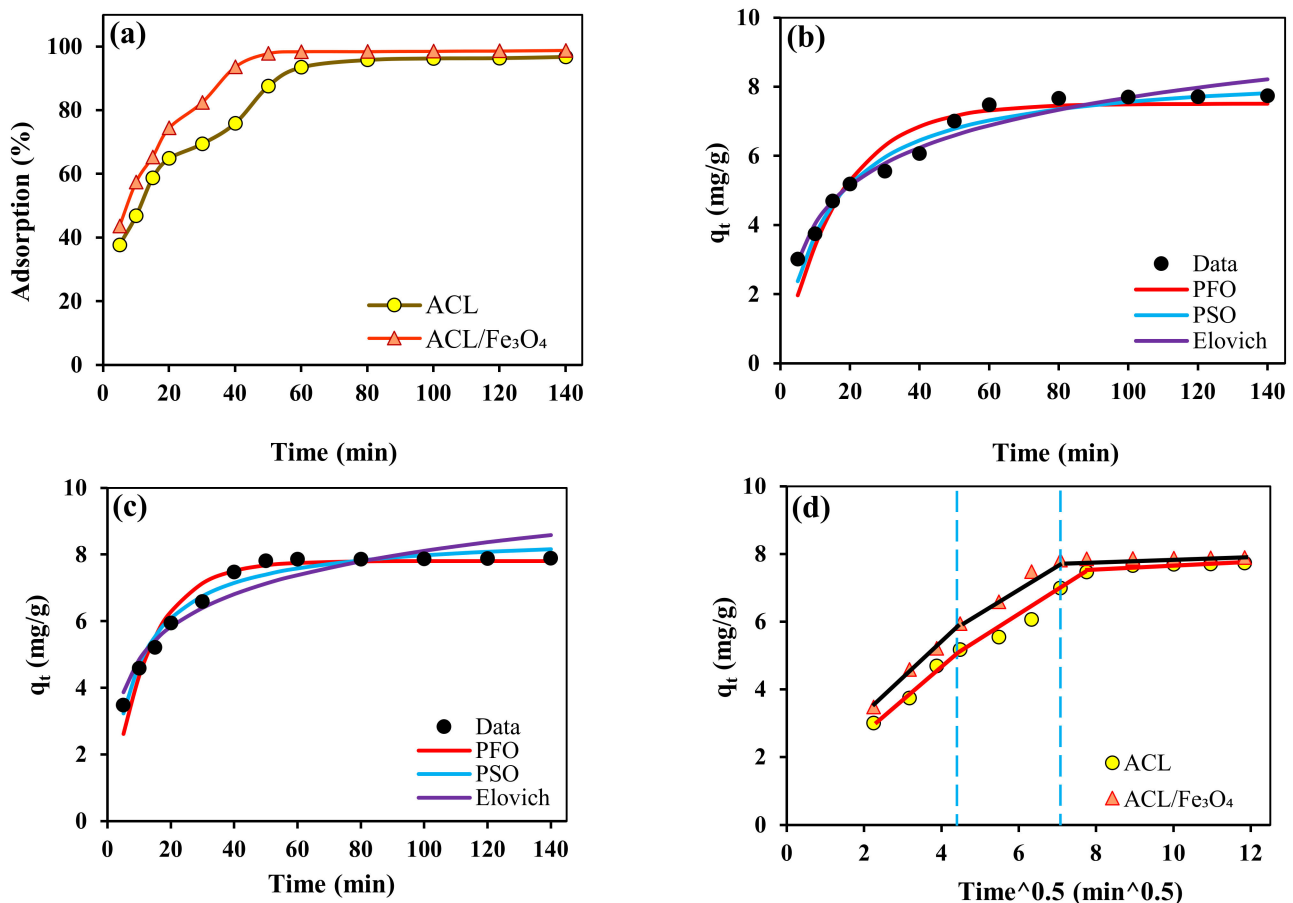 (a)
100
80
60
40
20
0
Adsorption (%)
ACL
ACL/Fe₃O₄
0 20 40 60 80 100 120 140
Time (min)
(b)
10
8
6
4
2
0
qₜ (mg/g)
Data
PFO
PSO
Elovich
0 20 40 60 80 100 120 140
Time (min)
(c)
10
8
6
4
2
0
qₜ (mg/g)
Data
PFO
PSO
Elovich
0 20 40 60 80 100 120 140
Time (min)
(d)
10
8
6
4
2
0
qₜ (mg/g)
ACL
ACL/Fe₃O₄
0 2 4 6 8 10 12
Time^0.5 (min^0.5)